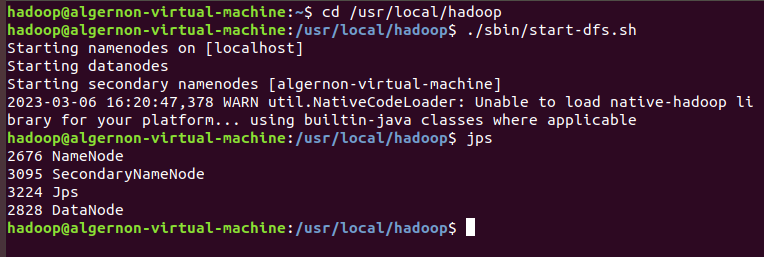 hadoop@algernon-virtual-machine:~$ cd /usr/local/hadoop
hadoop@algernon-virtual-machine:/usr/local/hadoop$ ./sbin/start-dfs.sh
Starting namenodes on [localhost]
Starting datanodes
Starting secondary namenodes [algernon-virtual-machine]
2023-03-06 16:20:47,378 WARN util.NativeCodeLoader: Unable to load native-hadoop li
brary for your platform... using builtin-java classes where applicable
hadoop@algernon-virtual-machine:/usr/local/hadoop$ jps
2676 NameNode
3095 SecondaryNameNode
3224 Jps
2828 DataNode
hadoop@algernon-virtual-machine:/usr/local/hadoop$